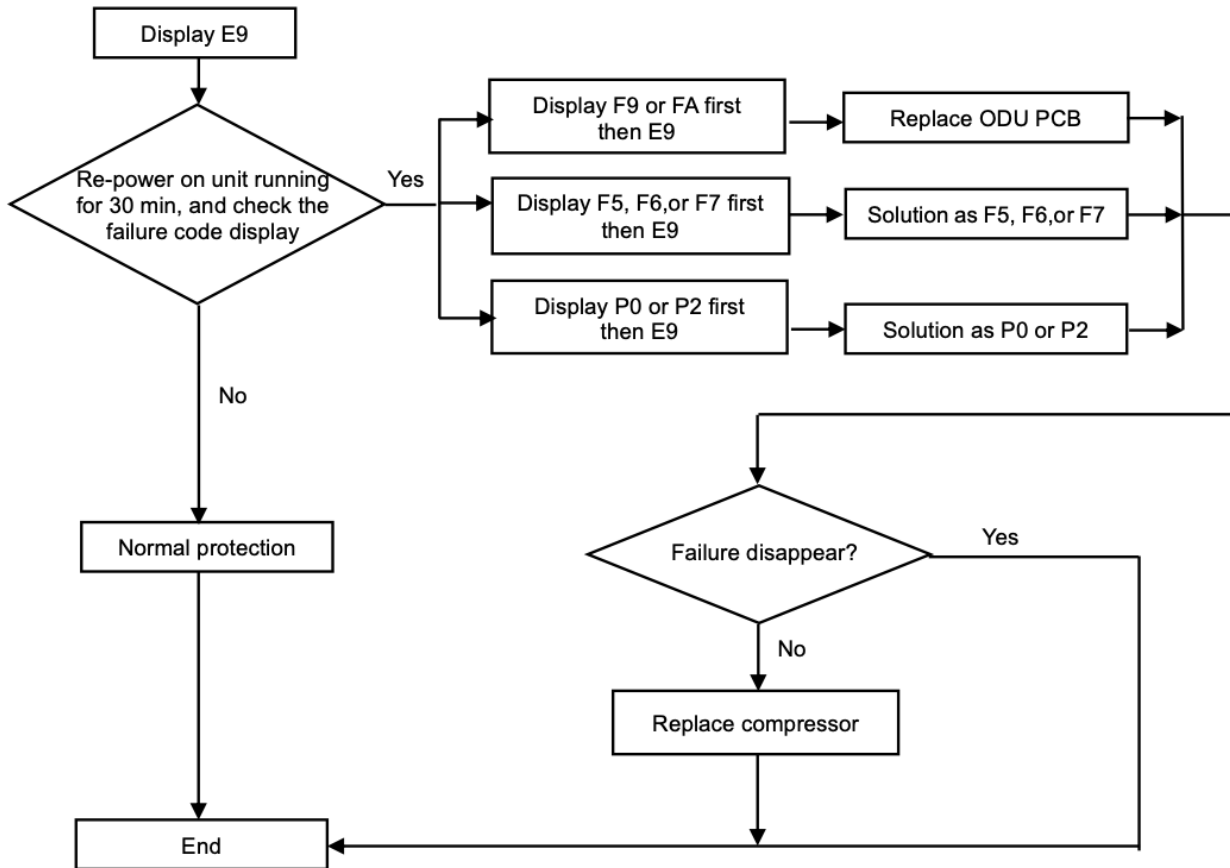 Display E9
Re-power on unit running
for 30 min, and check the
failure code display
Yes
Display F9 or FA first
then E9
Replace ODU PCB
Display F5, F6,or F7 first
then E9
Solution as F5, F6,or F7
Display P0 or P2 first
then E9
Solution as P0 or P2
No
Normal protection
Failure disappear?
Yes
No
Replace compressor
End